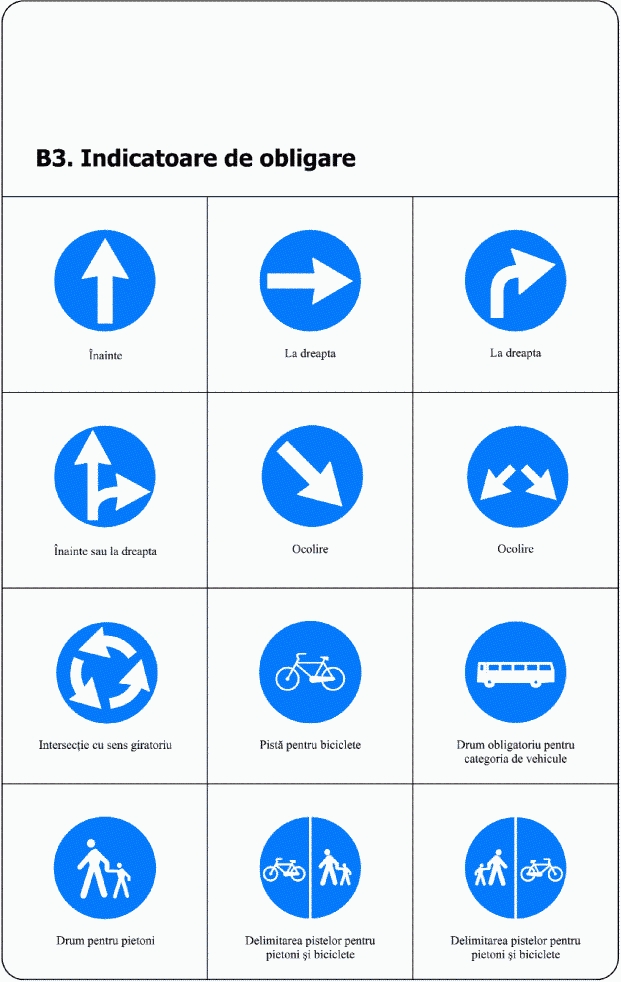 B3. Indicatoare de obligare
Înainte
La dreapta
La dreapta
Înainte sau la dreapta
Ocolire
Ocolire
Intersecție cu sens giratoriu
Pistă pentru biciclete
Drum obligatoriu pentru
categoria de vehicule
Drum pentru pietoni
Delimitarea pistelor pentru
pietoni și biciclete
Delimitarea pistelor pentru
pietoni și biciclete